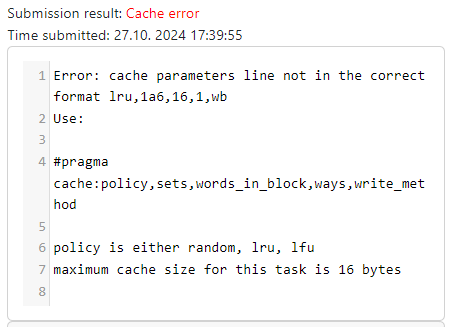 Submission result: Cache error
Time submitted: 27.10. 2024 17:39:55
1 Error: cache parameters line not in the correct
format lru,1a6,16,1,wb
2 Use:
3
4 #pragma
cache:policy,sets,words_in_block,ways,write_met
hod
5
6 policy is either random, lru, lfu
7 maximum cache size for this task is 16 bytes
8